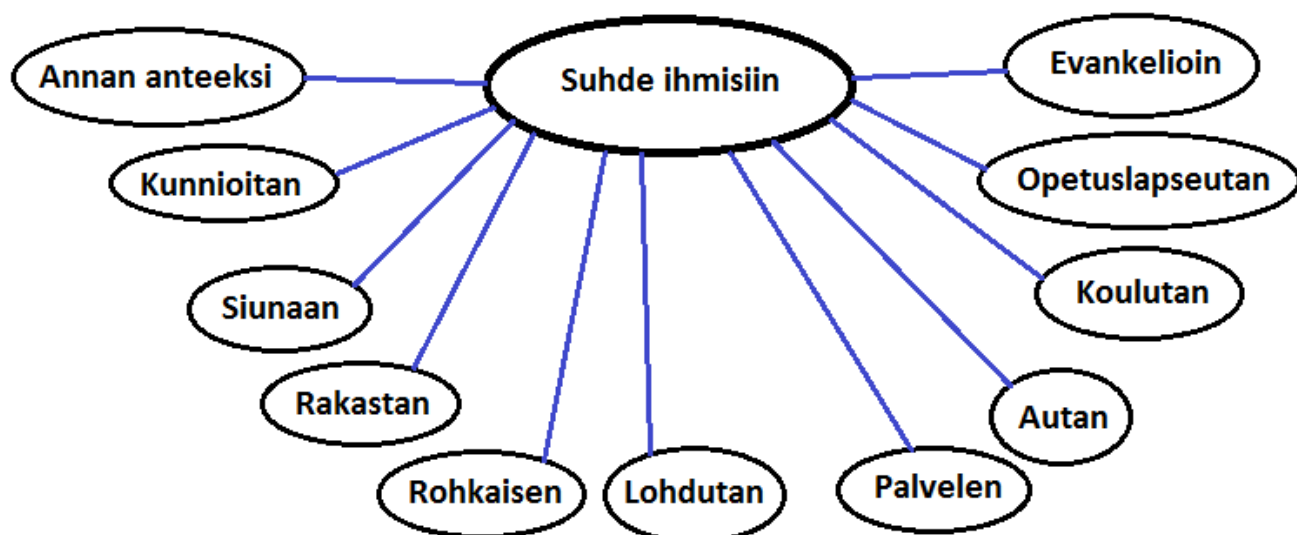 Suhde ihmisiin
Annan anteeksi
Kunnioitan
Siunaan
Rakastan
Rohkaisen
Lohdutan
Palvelen
Autan
Koulutan
Opetuslapseutan
Evankelioin